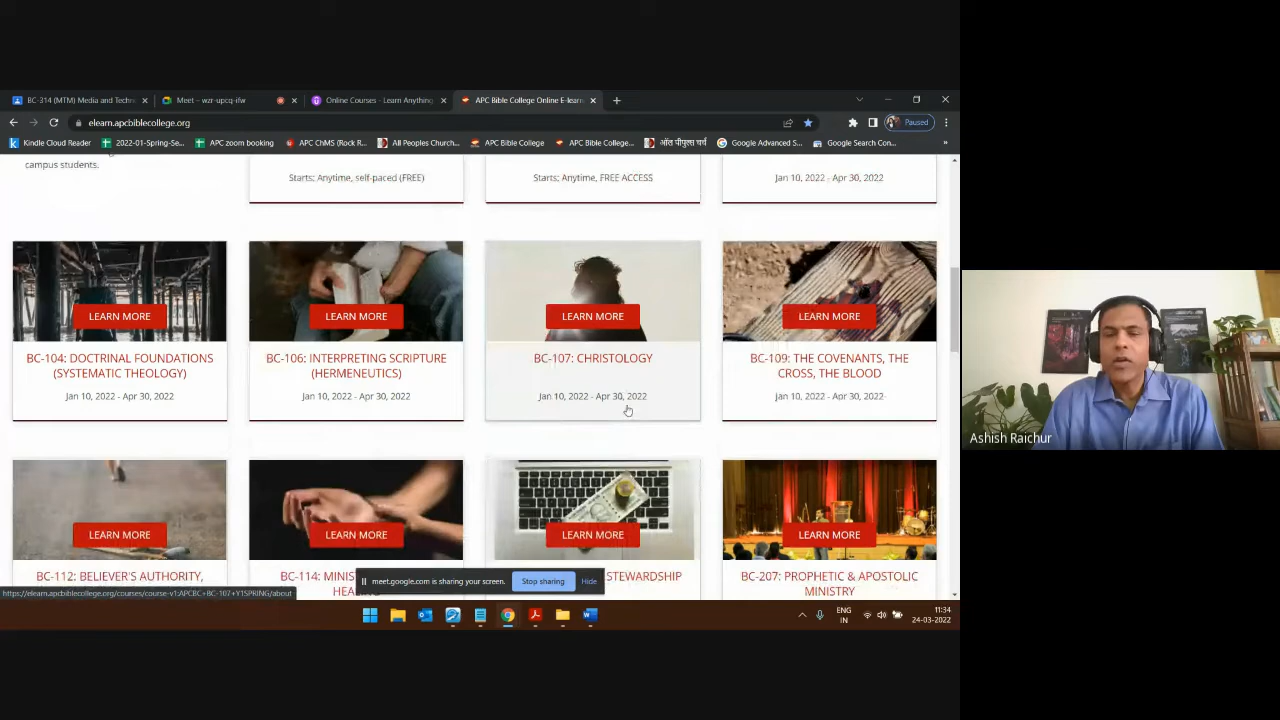 BC-314 (MTM) Media and Techn
Meet – wzr-upcq-ifw
Online Courses - Learn Anything
APC Bible College Online E-learn
elearn.apcbiblecollege.org
Paused
Kindle Cloud Reader
2022-01-Spring-Se...
APC zoom booking
APC ChMS (Rock R...
All Peoples Church...
APC Bible College
APC Bible College...
ऑल पीपुल्स चर्च
Google Advanced S...
Google Search Con...
»
campus students.
Starts: Anytime, self-paced (FREE)
Starts: Anytime, FREE ACCESS
Jan 10, 2022 - Apr 30, 2022
LEARN MORE
LEARN MORE
LEARN MORE
LEARN MORE
BC-104: DOCTRINAL FOUNDATIONS
(SYSTEMATIC THEOLOGY)
Jan 10, 2022 - Apr 30, 2022
BC-106: INTERPRETING SCRIPTURE
(HERMENEUTICS)
Jan 10, 2022 - Apr 30, 2022
BC-107: CHRISTOLOGY
Jan 10, 2022 - Apr 30, 2022
BC-109: THE COVENANTS, THE
CROSS, THE BLOOD
Jan 10, 2022 - Apr 30, 2022
LEARN MORE
LEARN MORE
LEARN MORE
LEARN MORE
BC-112: BELIEVER'S AUTHORITY,
BC-114: MINIS
HEA
STEWARDSHIP
BC-207: PROPHETIC & APOSTOLIC
MINISTRY
meet.google.com is sharing your screen.
Stop sharing
Hide
https://elearn.apcbiblecollege.org/courses/course-v1:APCBC+BC-107+Y1SPRING/about
ENG
IN
11:34
24-03-2022
Ashish Raichur